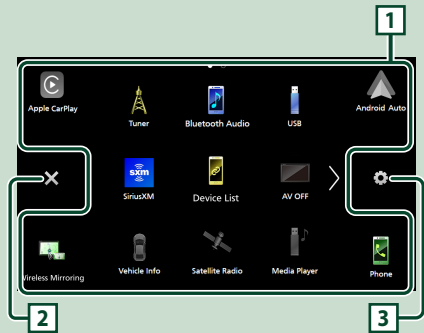 1
Apple CarPlay
Tuner
Bluetooth Audio
USB
Android Auto
sxm
SiriusXM
Device List
AV OFF
Wireless Mirroring
Vehicle Info
Satellite Radio
Media Player
Phone
2
3